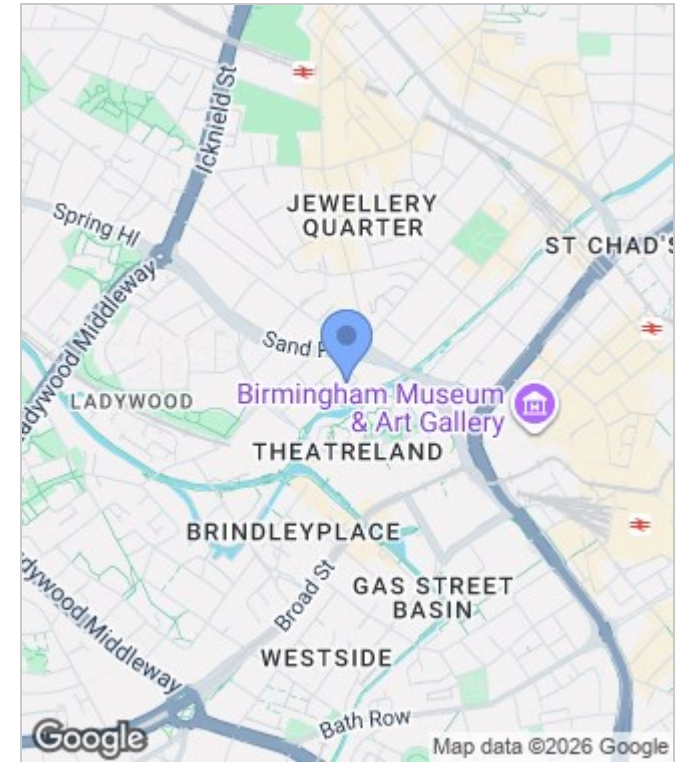 Icknield St
JEWELLERY
QUARTER
Spring Hl
ST CHAD'S
Ladywood Middleway
Sand
Birmingham Museum
& Art Gallery
LADYWOOD
THEATRELAND
BRINDLEYPLACE
Broad St
GAS STREET
BASIN
Ladywood Middleway
WESTSIDE
Bath Row
Google
Map data ©2026 Google